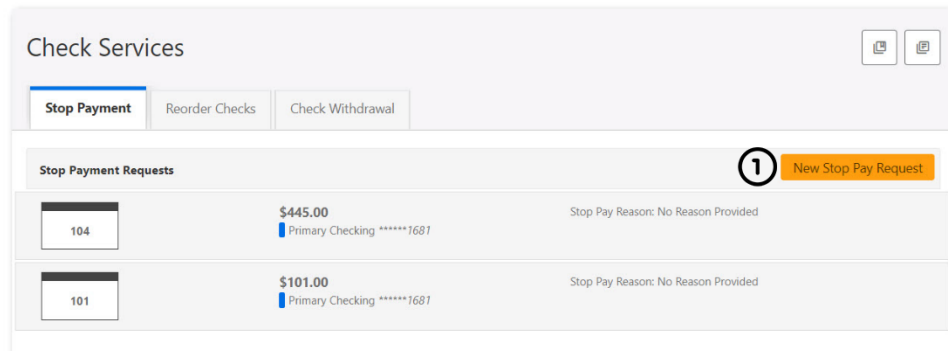 Check Services
Stop Payment
Reorder Checks
Check Withdrawal
Stop Payment Requests
1
New Stop Pay Request
104
$445.00
Primary Checking ******1681
Stop Pay Reason: No Reason Provided
101
$101.00
Primary Checking ******1681
Stop Pay Reason: No Reason Provided